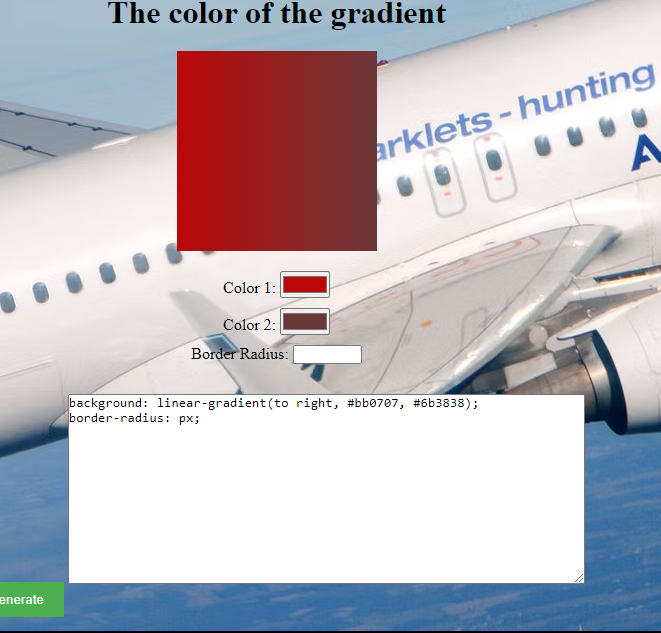 The color of the gradient
arklets - hunting
A
Color 1:
Color 2:
Border Radius:
background: linear-gradient(to right, #bb0707, #6b3838);
border-radius: px;
enerate